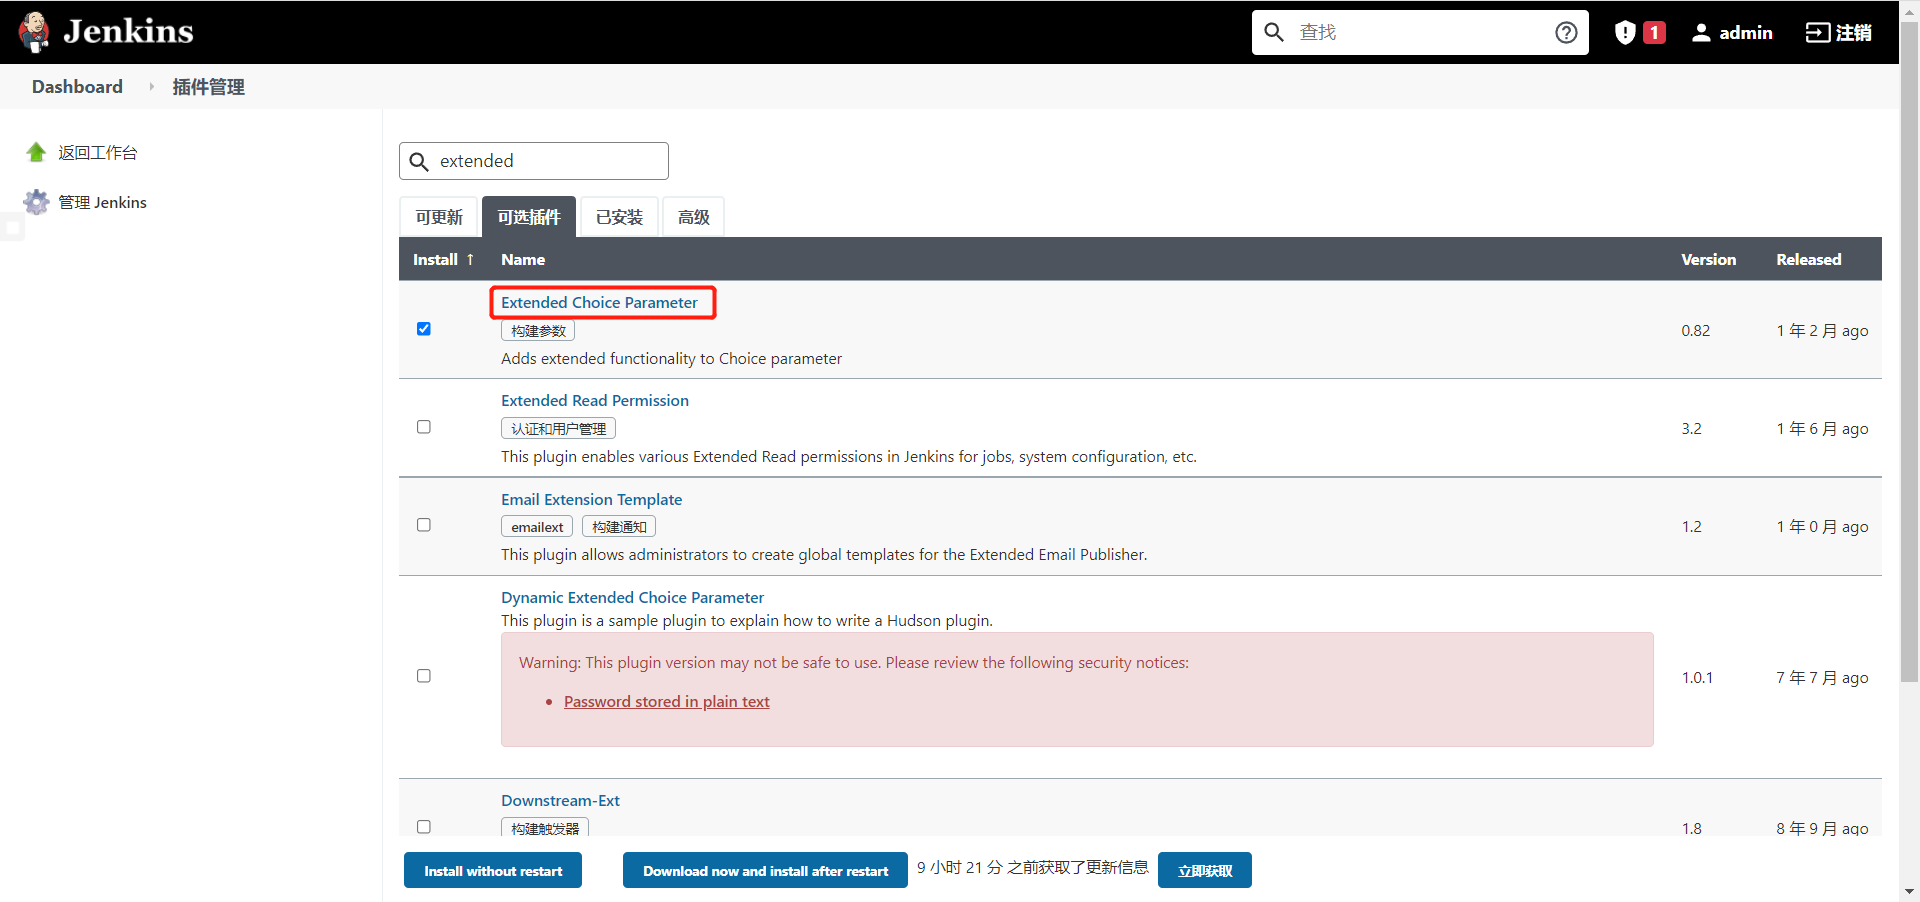 Jenkins
查找
1
admin
注销
Dashboard
插件管理
返回工作台
管理 Jenkins
extended
可更新
可选插件
已安装
高级
Install ↑
Name
Version
Released
Extended Choice Parameter
构建参数
Adds extended functionality to Choice parameter
0.82
1 年 2 月 ago
Extended Read Permission
认证和用户管理
This plugin enables various Extended Read permissions in Jenkins for jobs, system configuration, etc.
3.2
1 年 6 月 ago
Email Extension Template
emailext
构建通知
This plugin allows administrators to create global templates for the Extended Email Publisher.
1.2
1 年 0 月 ago
Dynamic Extended Choice Parameter
This plugin is a sample plugin to explain how to write a Hudson plugin.
Warning: This plugin version may not be safe to use. Please review the following security notices:
Password stored in plain text
1.0.1
7 年 7 月 ago
Downstream-Ext
构建触发器
1.8
8 年 9 月 ago
Install without restart
Download now and install after restart
9 小时 21 分 之前获取了更新信息
立即获取